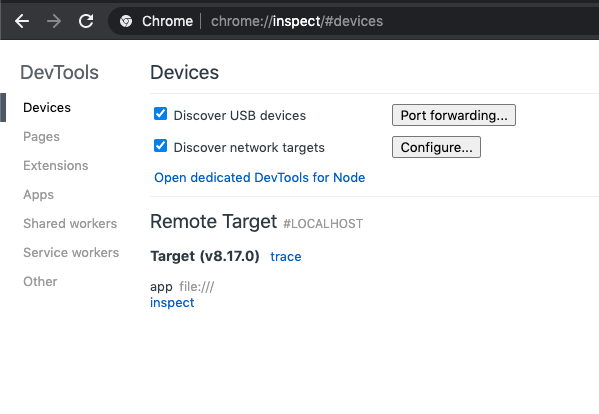 Chrome chrome://inspect/#devices
DevTools
Devices
Pages
Extensions
Apps
Shared workers
Service workers
Other
Devices
Discover USB devices Port forwarding...
Discover network targets Configure...
Open dedicated DevTools for Node
Remote Target #LOCALHOST
Target (v8.17.0) trace
app file:///
inspect